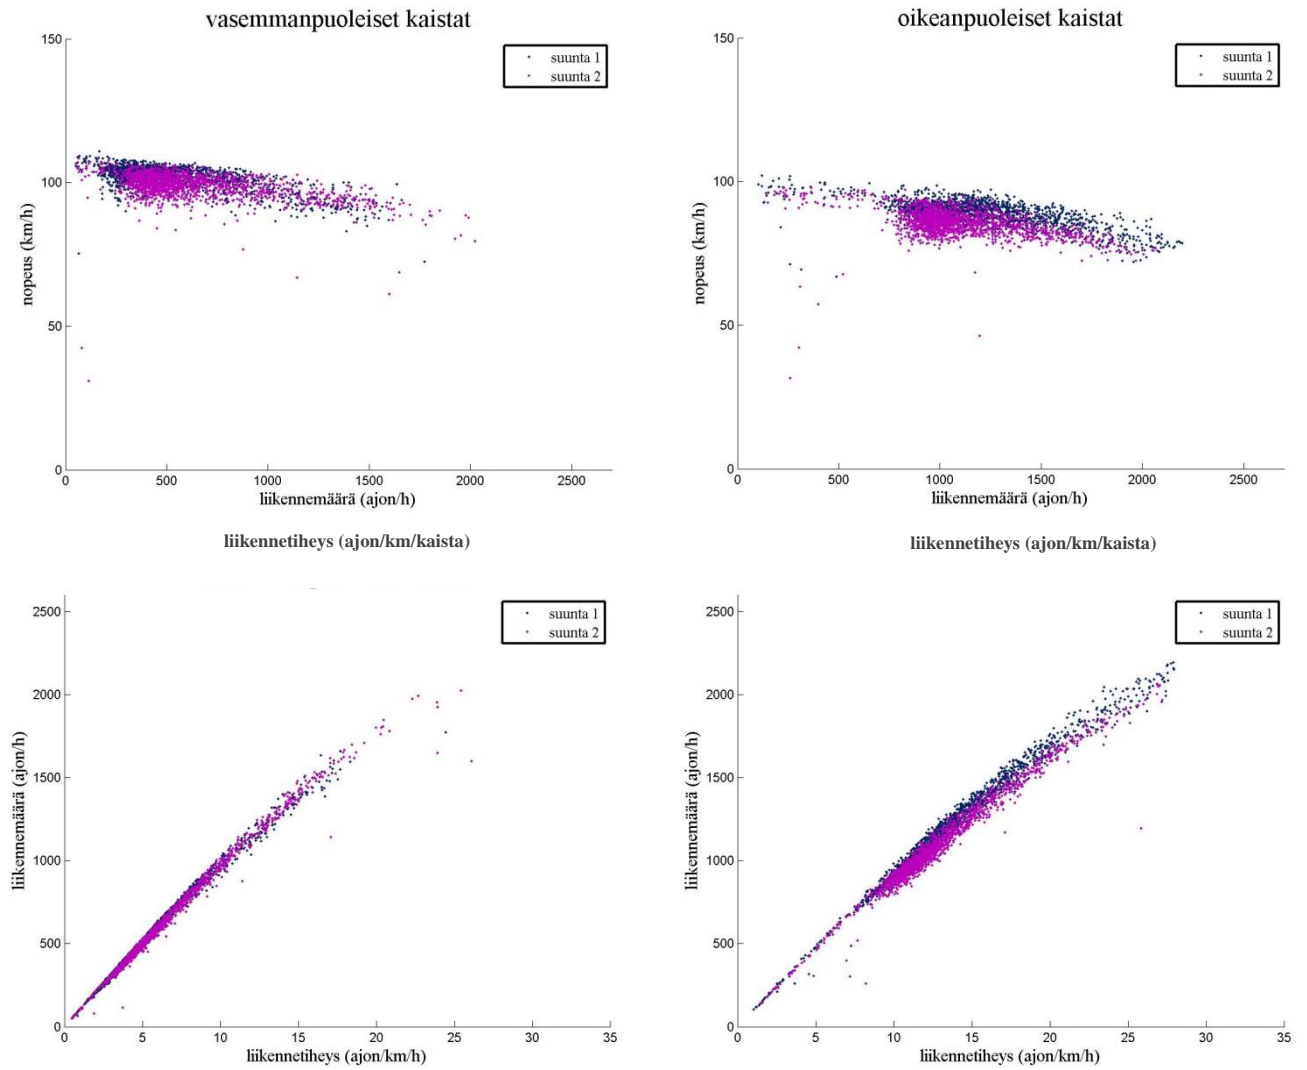 vasemmanpuoleiset kaistat
150
100
50
0
nopeus (km/h)
suunta 1
suunta 2
0 500 1000 1500 2000 2500
liikennemäärä (ajon/h)
oikeanpuoleiset kaistat
150
100
50
0
nopeus (km/h)
suunta 1
suunta 2
0 500 1000 1500 2000 2500
liikennemäärä (ajon/h)
liikennetiheys (ajon/km/kaista)
liikennetiheys (ajon/km/kaista)
2500
2000
1500
1000
500
0
liikennemäärä (ajon/h)
suunta 1
suunta 2
0 5 10 15 20 25 30 35
liikennetiheys (ajon/km/h)
2500
2000
1500
1000
500
0
liikennemäärä (ajon/h)
suunta 1
suunta 2
0 5 10 15 20 25 30 35
liikennetiheys (ajon/km/h)